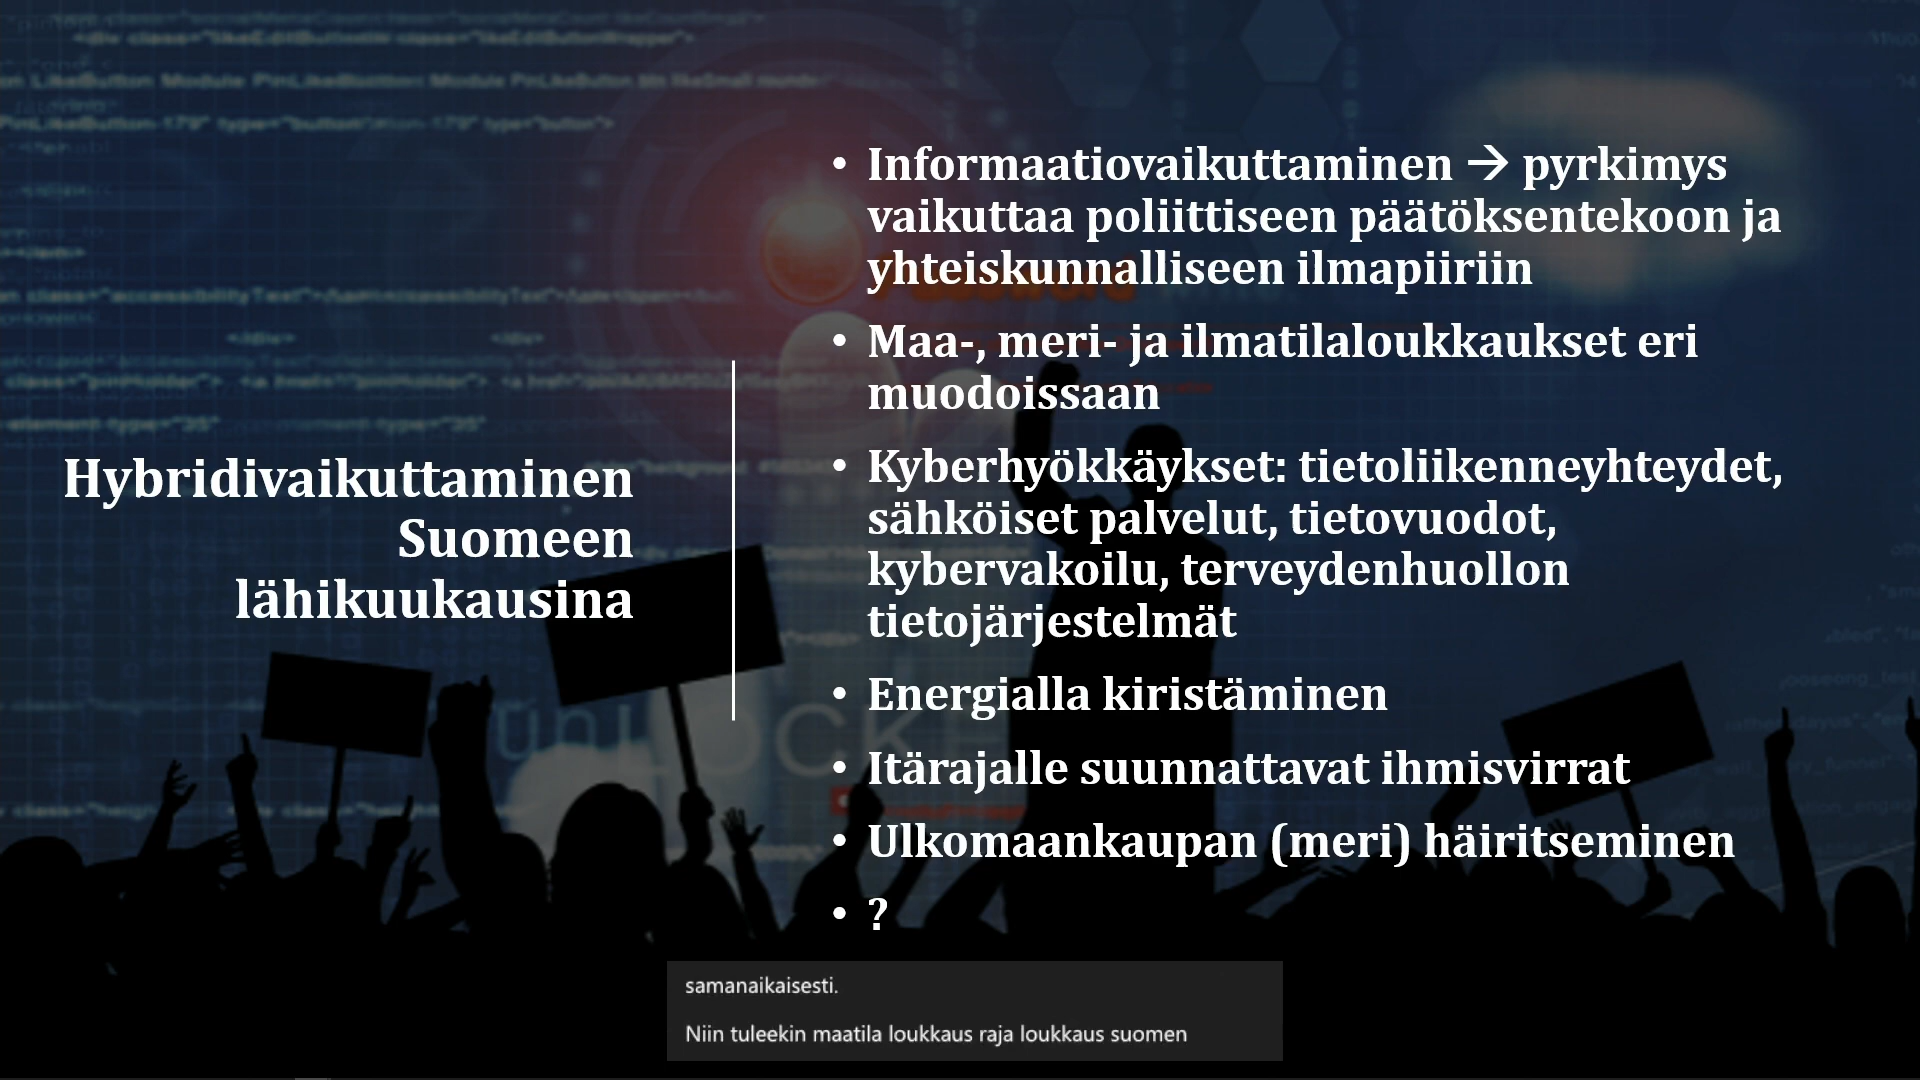 Hybridivaikuttaminen
Suomeen
lähikuukausina
• Informaatiovaikuttaminen → pyrkimys
vaikuttaa poliittiseen päätöksentekoon ja
yhteiskunnalliseen ilmapiiriin
• Maa-, meri- ja ilmatilaloukkaukset eri
muodoissaan
• Kyberhyökkäykset: tietoliikenneyhteydet,
sähköiset palvelut, tietovuodot,
kybervakoilu, terveydenhuollon
tietojärjestelmät
• Energialla kiristäminen
• Itärajalle suunnattavat ihmisvirrat
• Ulkomaankaupan (meri) häiritseminen
• ?
samanaikaisesti.
Niin tuleekin maatila loukkaus raja loukkaus suomen